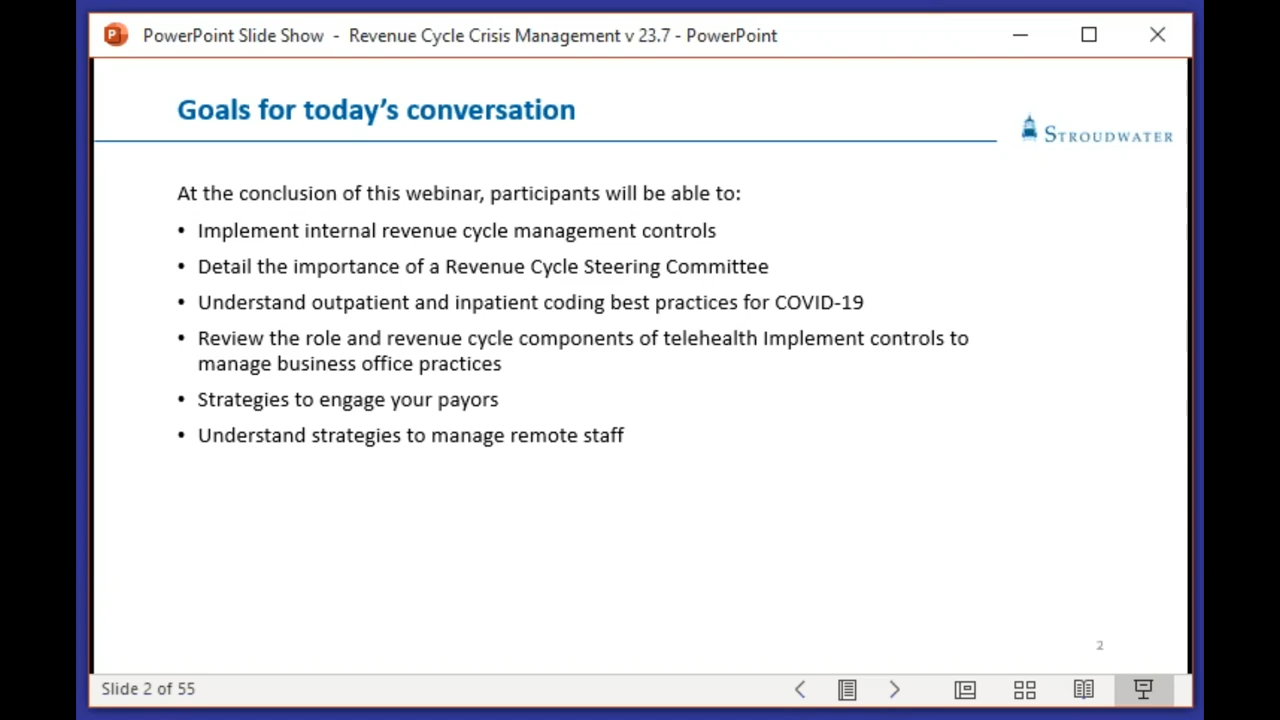 PowerPoint Slide Show - Revenue Cycle Crisis Management v 23.7 - PowerPoint
Goals for today’s conversation
STROUDWATER
At the conclusion of this webinar, participants will be able to:
• Implement internal revenue cycle management controls
• Detail the importance of a Revenue Cycle Steering Committee
• Understand outpatient and inpatient coding best practices for COVID-19
• Review the role and revenue cycle components of telehealth Implement controls to
manage business office practices
• Strategies to engage your payors
• Understand strategies to manage remote staff
2
Slide 2 of 55